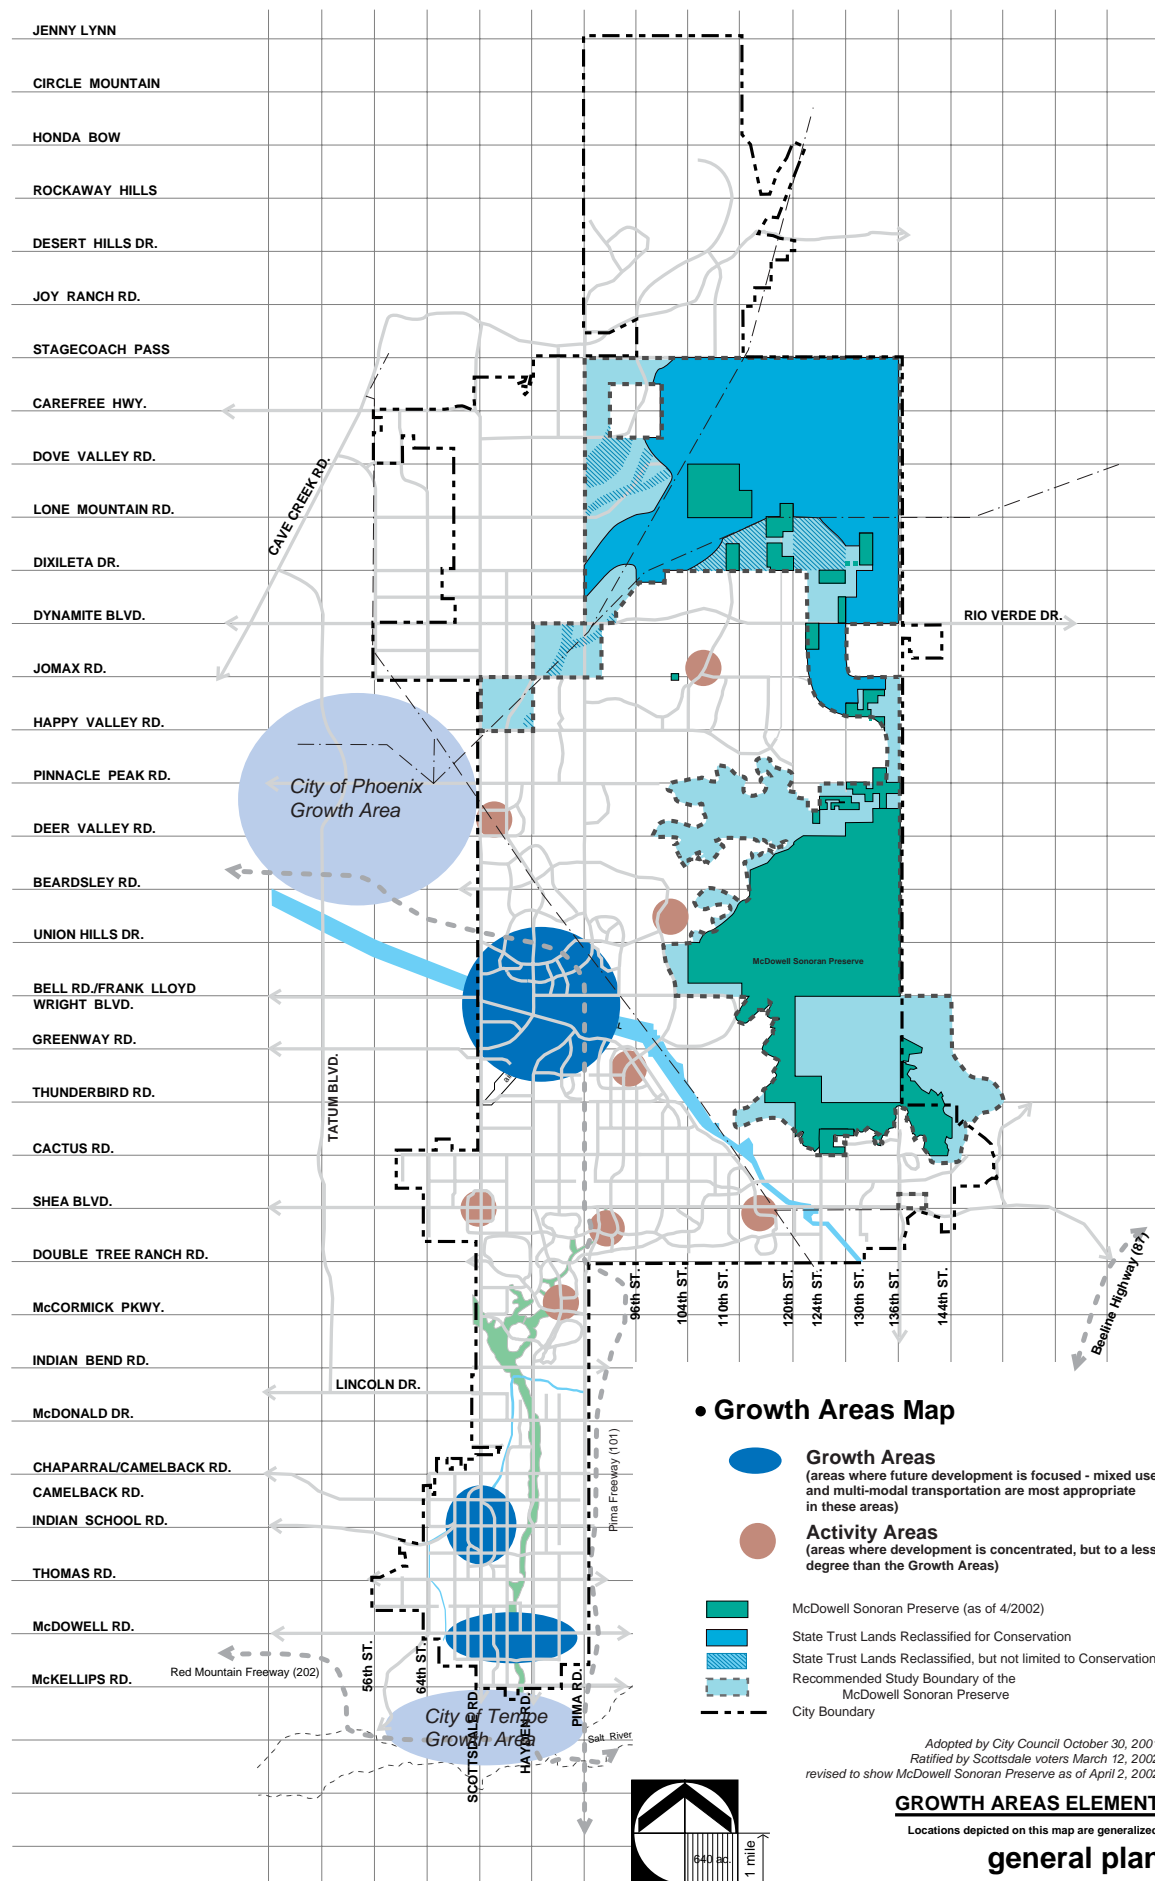 JENNY LYNN
CIRCLE MOUNTAIN
HONDA BOW
ROCKAWAY HILLS
DESERT HILLS DR.
JOY RANCH RD.
STAGECOACH PASS
CAREFREE HWY.
DOVE VALLEY RD.
LONE MOUNTAIN RD.
DIXILETA DR.
DYNAMITE BLVD.
JOMAX RD.
HAPPY VALLEY RD.
PINNACLE PEAK RD.
DEER VALLEY RD.
BEARDSLEY RD.
UNION HILLS DR.
BELL RD./FRANK LLOYD
WRIGHT BLVD.
GREENWAY RD.
THUNDERBIRD RD.
CACTUS RD.
SHEA BLVD.
DOUBLE TREE RANCH RD.
McCORMICK PKWY.
INDIAN BEND RD.
LINCOLN DR.
McDONALD DR.
CHAPARRAL/CAMELBACK RD.
CAMELBACK RD.
INDIAN SCHOOL RD.
THOMAS RD.
McDOWELL RD.
McKELLIPS RD.
CAVE CREEK RD.
RIO VERDE DR.
City of Phoenix
Growth Area
McDowell Sonoran Preserve
TATUM BLVD.
96th ST.
104th ST.
110th ST.
120th ST.
124th ST.
130th ST.
136th ST.
144th ST.
Beeline Highway (87)
Pima Freeway (101)
Red Mountain Freeway (202)
56th ST.
64th ST.
SCOTTSDALE RD.
HAYDEN RD.
PIMA RD.
City of Tempe
Growth Area
Salt River
• Growth Areas Map
Growth Areas
(areas where future development is focused - mixed use
and multi-modal transportation are most appropriate
in these areas)
Activity Areas
(areas where development is concentrated, but to a less
degree than the Growth Areas)
McDowell Sonoran Preserve (as of 4/2002)
State Trust Lands Reclassified for Conservation
State Trust Lands Reclassified, but not limited to Conservation
Recommended Study Boundary of the
McDowell Sonoran Preserve
City Boundary
Adopted by City Council October 30, 2001
Ratified by Scottsdale voters March 12, 2002
revised to show McDowell Sonoran Preserve as of April 2, 2002
GROWTH AREAS ELEMENT
Locations depicted on this map are generalized
general plan
640 ac.
1 mile